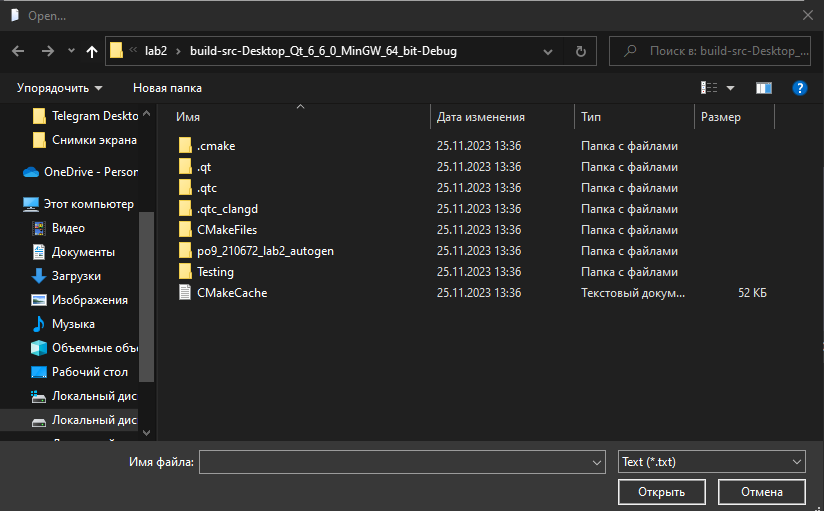 Open...
lab2 › build-src-Desktop_Qt_6_6_0_MinGW_64_bit-Debug
Поиск в: build-src-Desktop_...
Упорядочить
Новая папка
Telegram Deskto
Снимки экрана
OneDrive - Person
Этот компьютер
Видео
Документы
Загрузки
Изображения
Музыка
Объемные объе
Рабочий стол
Локальный дис
Локальный дис
Имя Дата изменения Тип Размер
.cmake 25.11.2023 13:36 Папка с файлами
.qt 25.11.2023 13:36 Папка с файлами
.qtc 25.11.2023 13:36 Папка с файлами
.qtc_clangd 25.11.2023 13:36 Папка с файлами
CMakeFiles 25.11.2023 13:36 Папка с файлами
po9_210672_lab2_autogen 25.11.2023 13:36 Папка с файлами
Testing 25.11.2023 13:36 Папка с файлами
CMakeCache 25.11.2023 13:36 Текстовый докум... 52 КБ
Имя файла:
Text (*.txt)
Открыть
Отмена